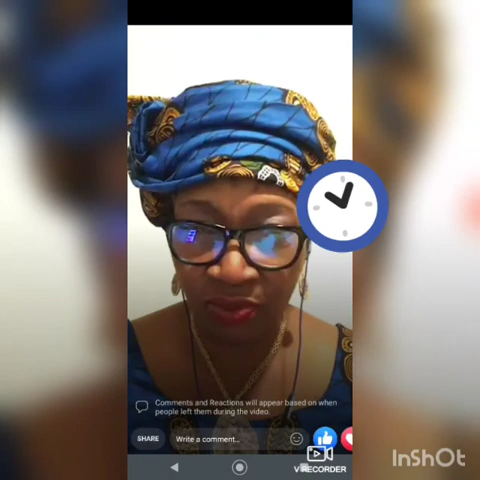 Comments and Reactions will appear based on when
people left them during the video.
SHARE
Write a comment...
V RECORDER
InShOt